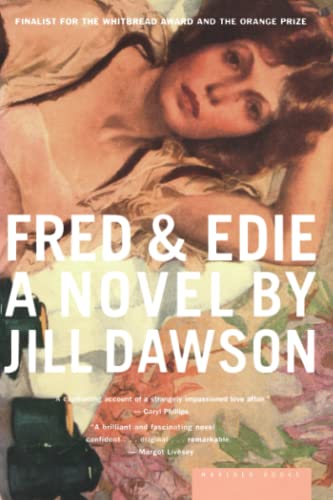 FINALIST FOR THE WHITBREAD AWARD AND THE ORANGE PRIZE
FRED & EDIE
A NOVEL BY
JILL DAWSON
"A captivating account of a strangely impassioned love affair."
— Caryl Phillips
"A brilliant and fascinating novel
confident . . . original . . . remarkable."
— Margot Livesey
MARINER BOOKS